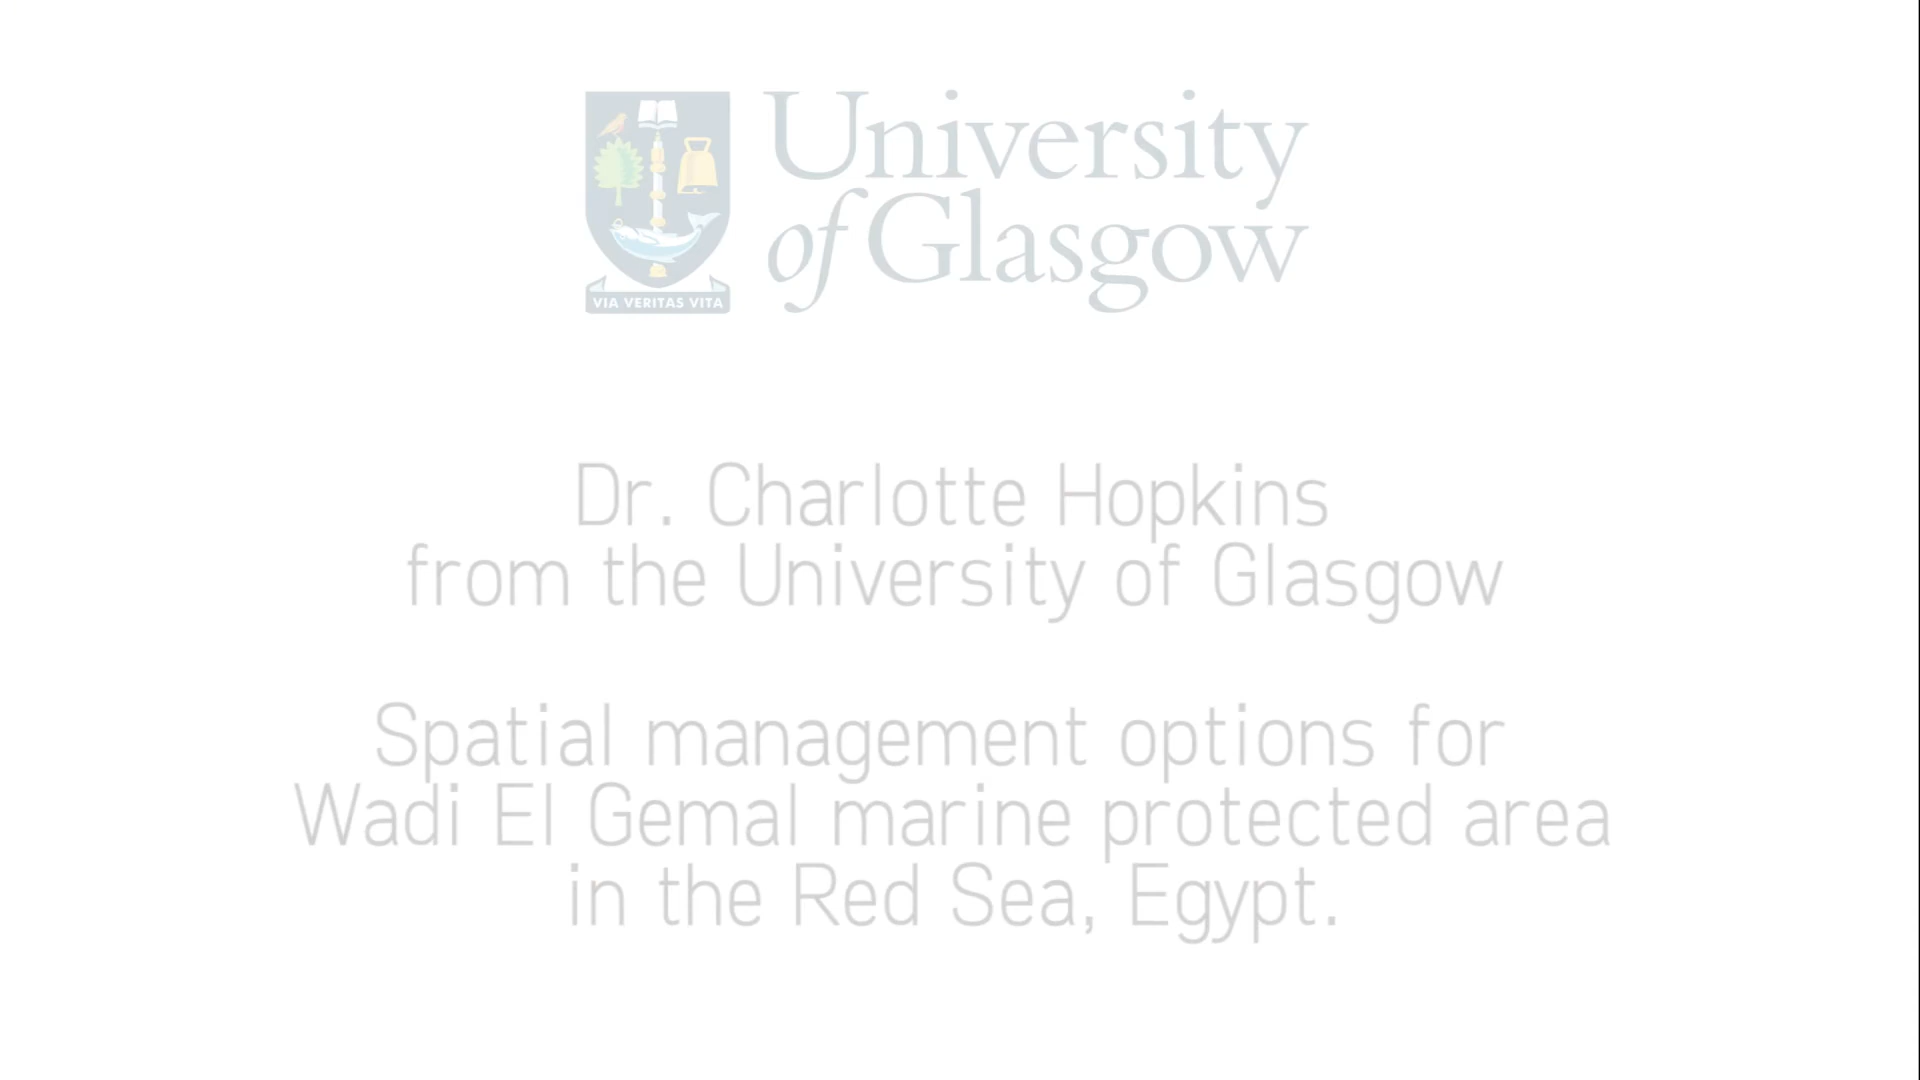 University
of Glasgow
VIA VERITAS VITA
Dr. Charlotte Hopkins
from the University of Glasgow
Spatial management options for
Wadi El Gemal marine protected area
in the Red Sea, Egypt.